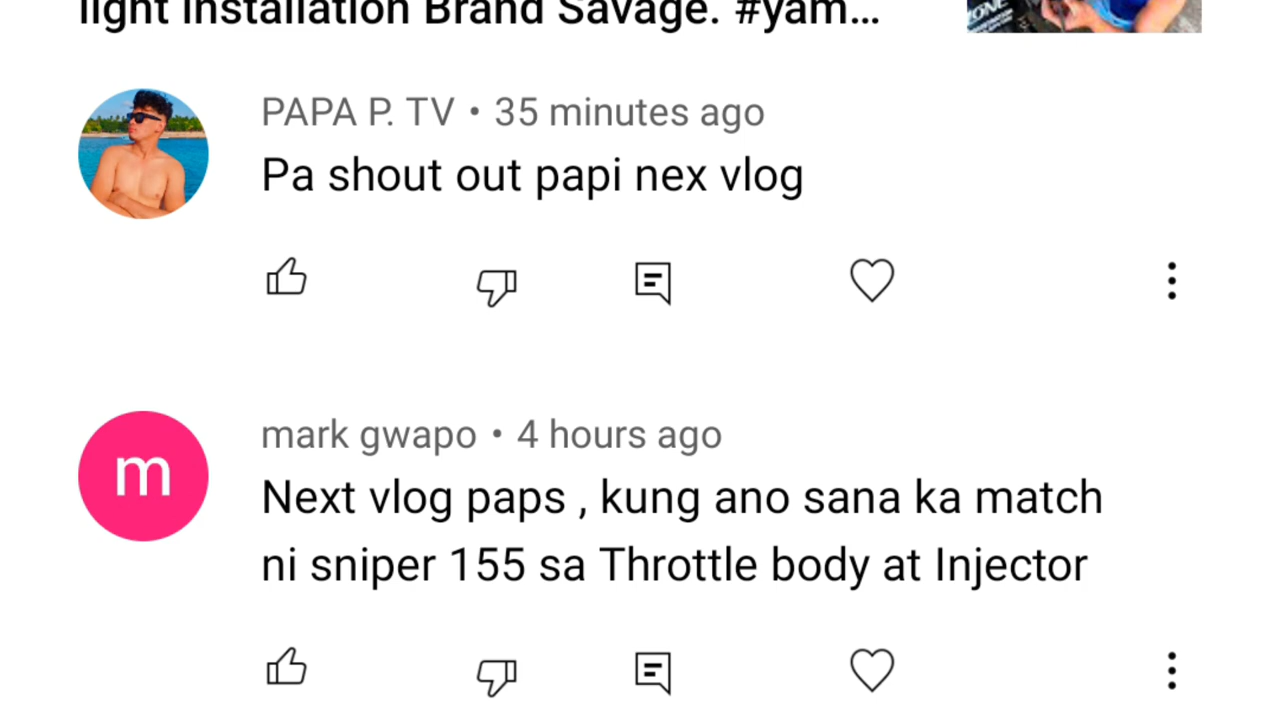 light Installation Brand Savage. #yam...
PAPA P. TV • 35 minutes ago
Pa shout out papi nex vlog
m
mark gwapo • 4 hours ago
Next vlog paps , kung ano sana ka match
ni sniper 155 sa Throttle body at Injector